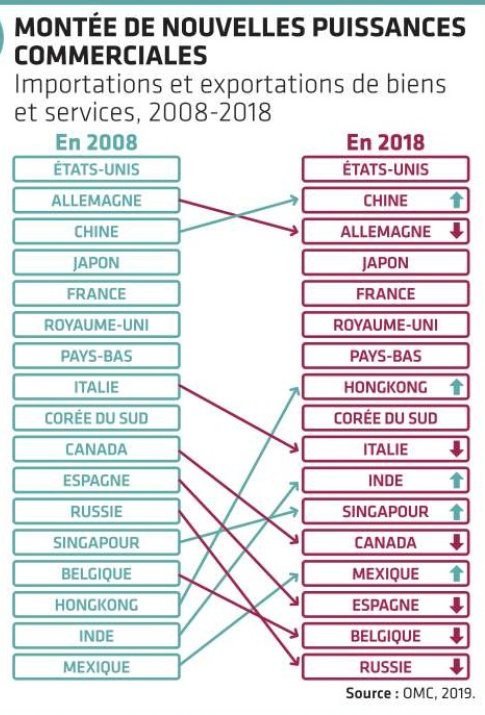 MONTÉE DE NOUVELLES PUISSANCES
COMMERCIALES
Importations et exportations de biens
et services, 2008-2018
En 2008
ÉTATS-UNIS
ALLEMAGNE
CHINE
JAPON
FRANCE
ROYAUME-UNI
PAYS-BAS
ITALIE
CORÉE DU SUD
CANADA
ESPAGNE
RUSSIE
SINGAPOUR
BELGIQUE
HONGKONG
INDE
MEXIQUE
En 2018
ÉTATS-UNIS
CHINE
ALLEMAGNE
JAPON
FRANCE
ROYAUME-UNI
PAYS-BAS
HONGKONG
CORÉE DU SUD
ITALIE
INDE
SINGAPOUR
CANADA
MEXIQUE
ESPAGNE
BELGIQUE
RUSSIE
Source : OMC, 2019.